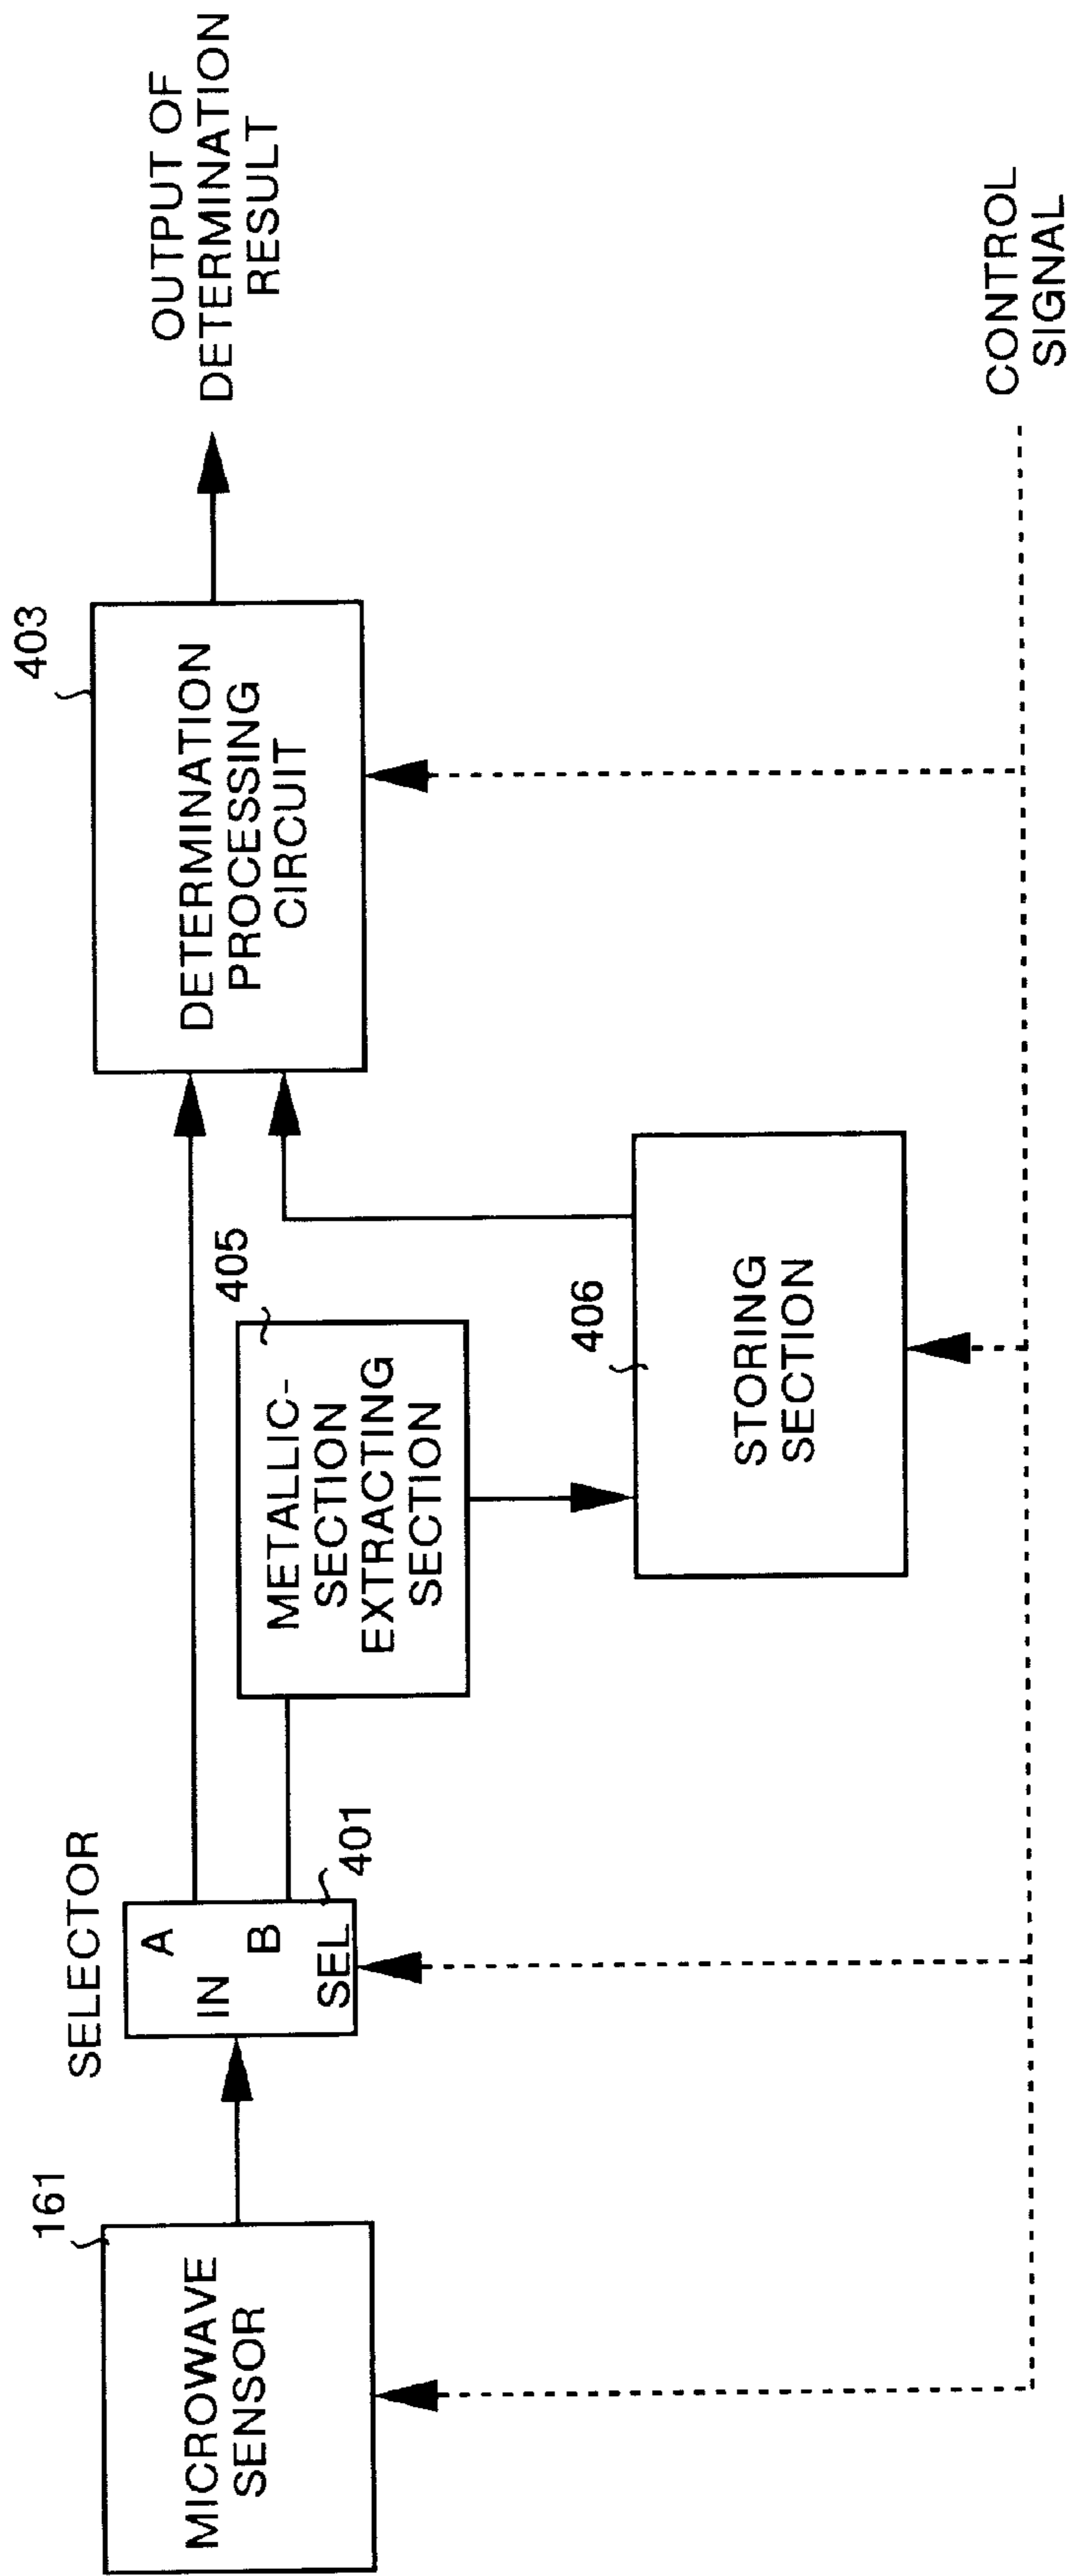 161
MICROWAVE
SENSOR
SELECTOR
A
IN
B
SEL
401
METALLIC-
SECTION
EXTRACTING
SECTION
405
406
STORING
SECTION
403
DETERMINATION
PROCESSING
CIRCUIT
OUTPUT OF
DETERMINATION
RESULT
CONTROL
SIGNAL